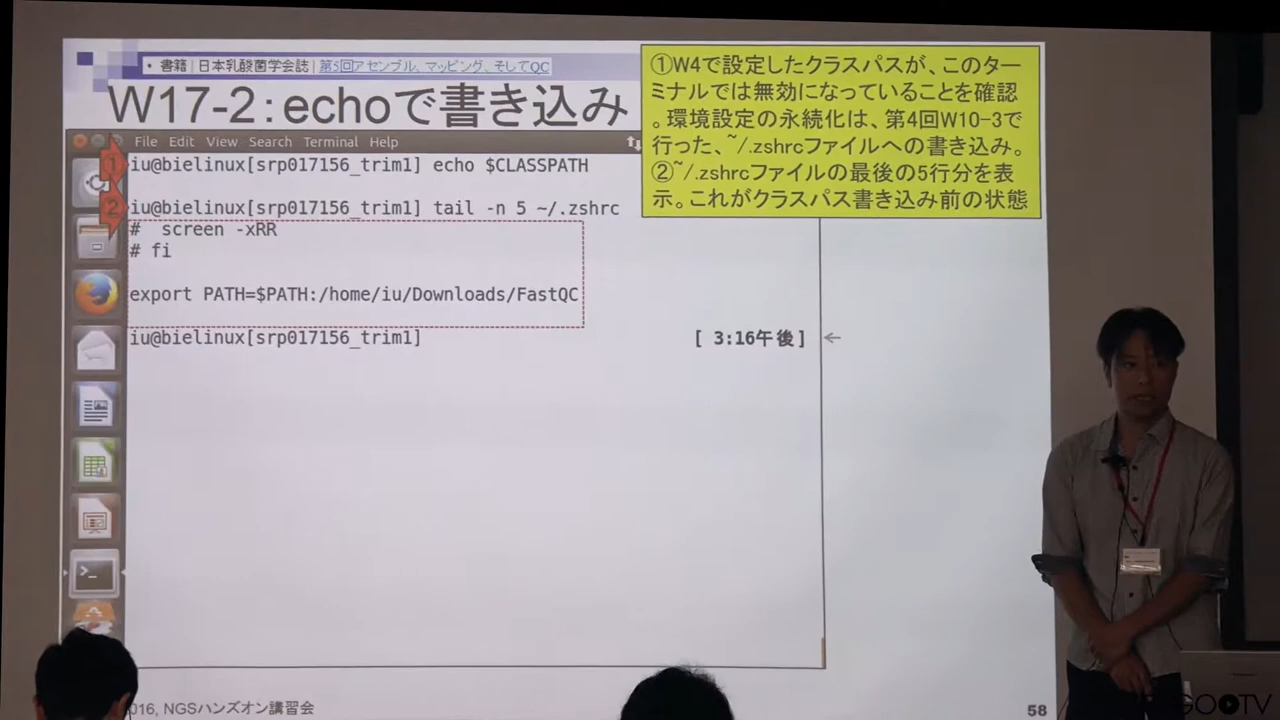 • 書籍 | 日本乳酸菌学会誌 | 第5回アセンブル、マッピング、そしてQC
W17-2：echoで書き込み
①W4で設定したクラスパスが、このター
ミナルでは無効になっていることを確認
。環境設定の永続化は、第4回W10-3で
行った、~/.zshrcファイルへの書き込み。
②~/.zshrcファイルの最後の5行分を表
示。これがクラスパス書き込み前の状態
File Edit View Search Terminal Help
1
iu@bielinux[srp017156_trim1] echo $CLASSPATH
2
iu@bielinux[srp017156_trim1] tail -n 5 ~/.zshrc
#  screen -xRR
# fi
export PATH=$PATH:/home/iu/Downloads/FastQC
iu@bielinux[srp017156_trim1]
[ 3:16午後]
016, NGSハンズオン講習会
58
GOOTV